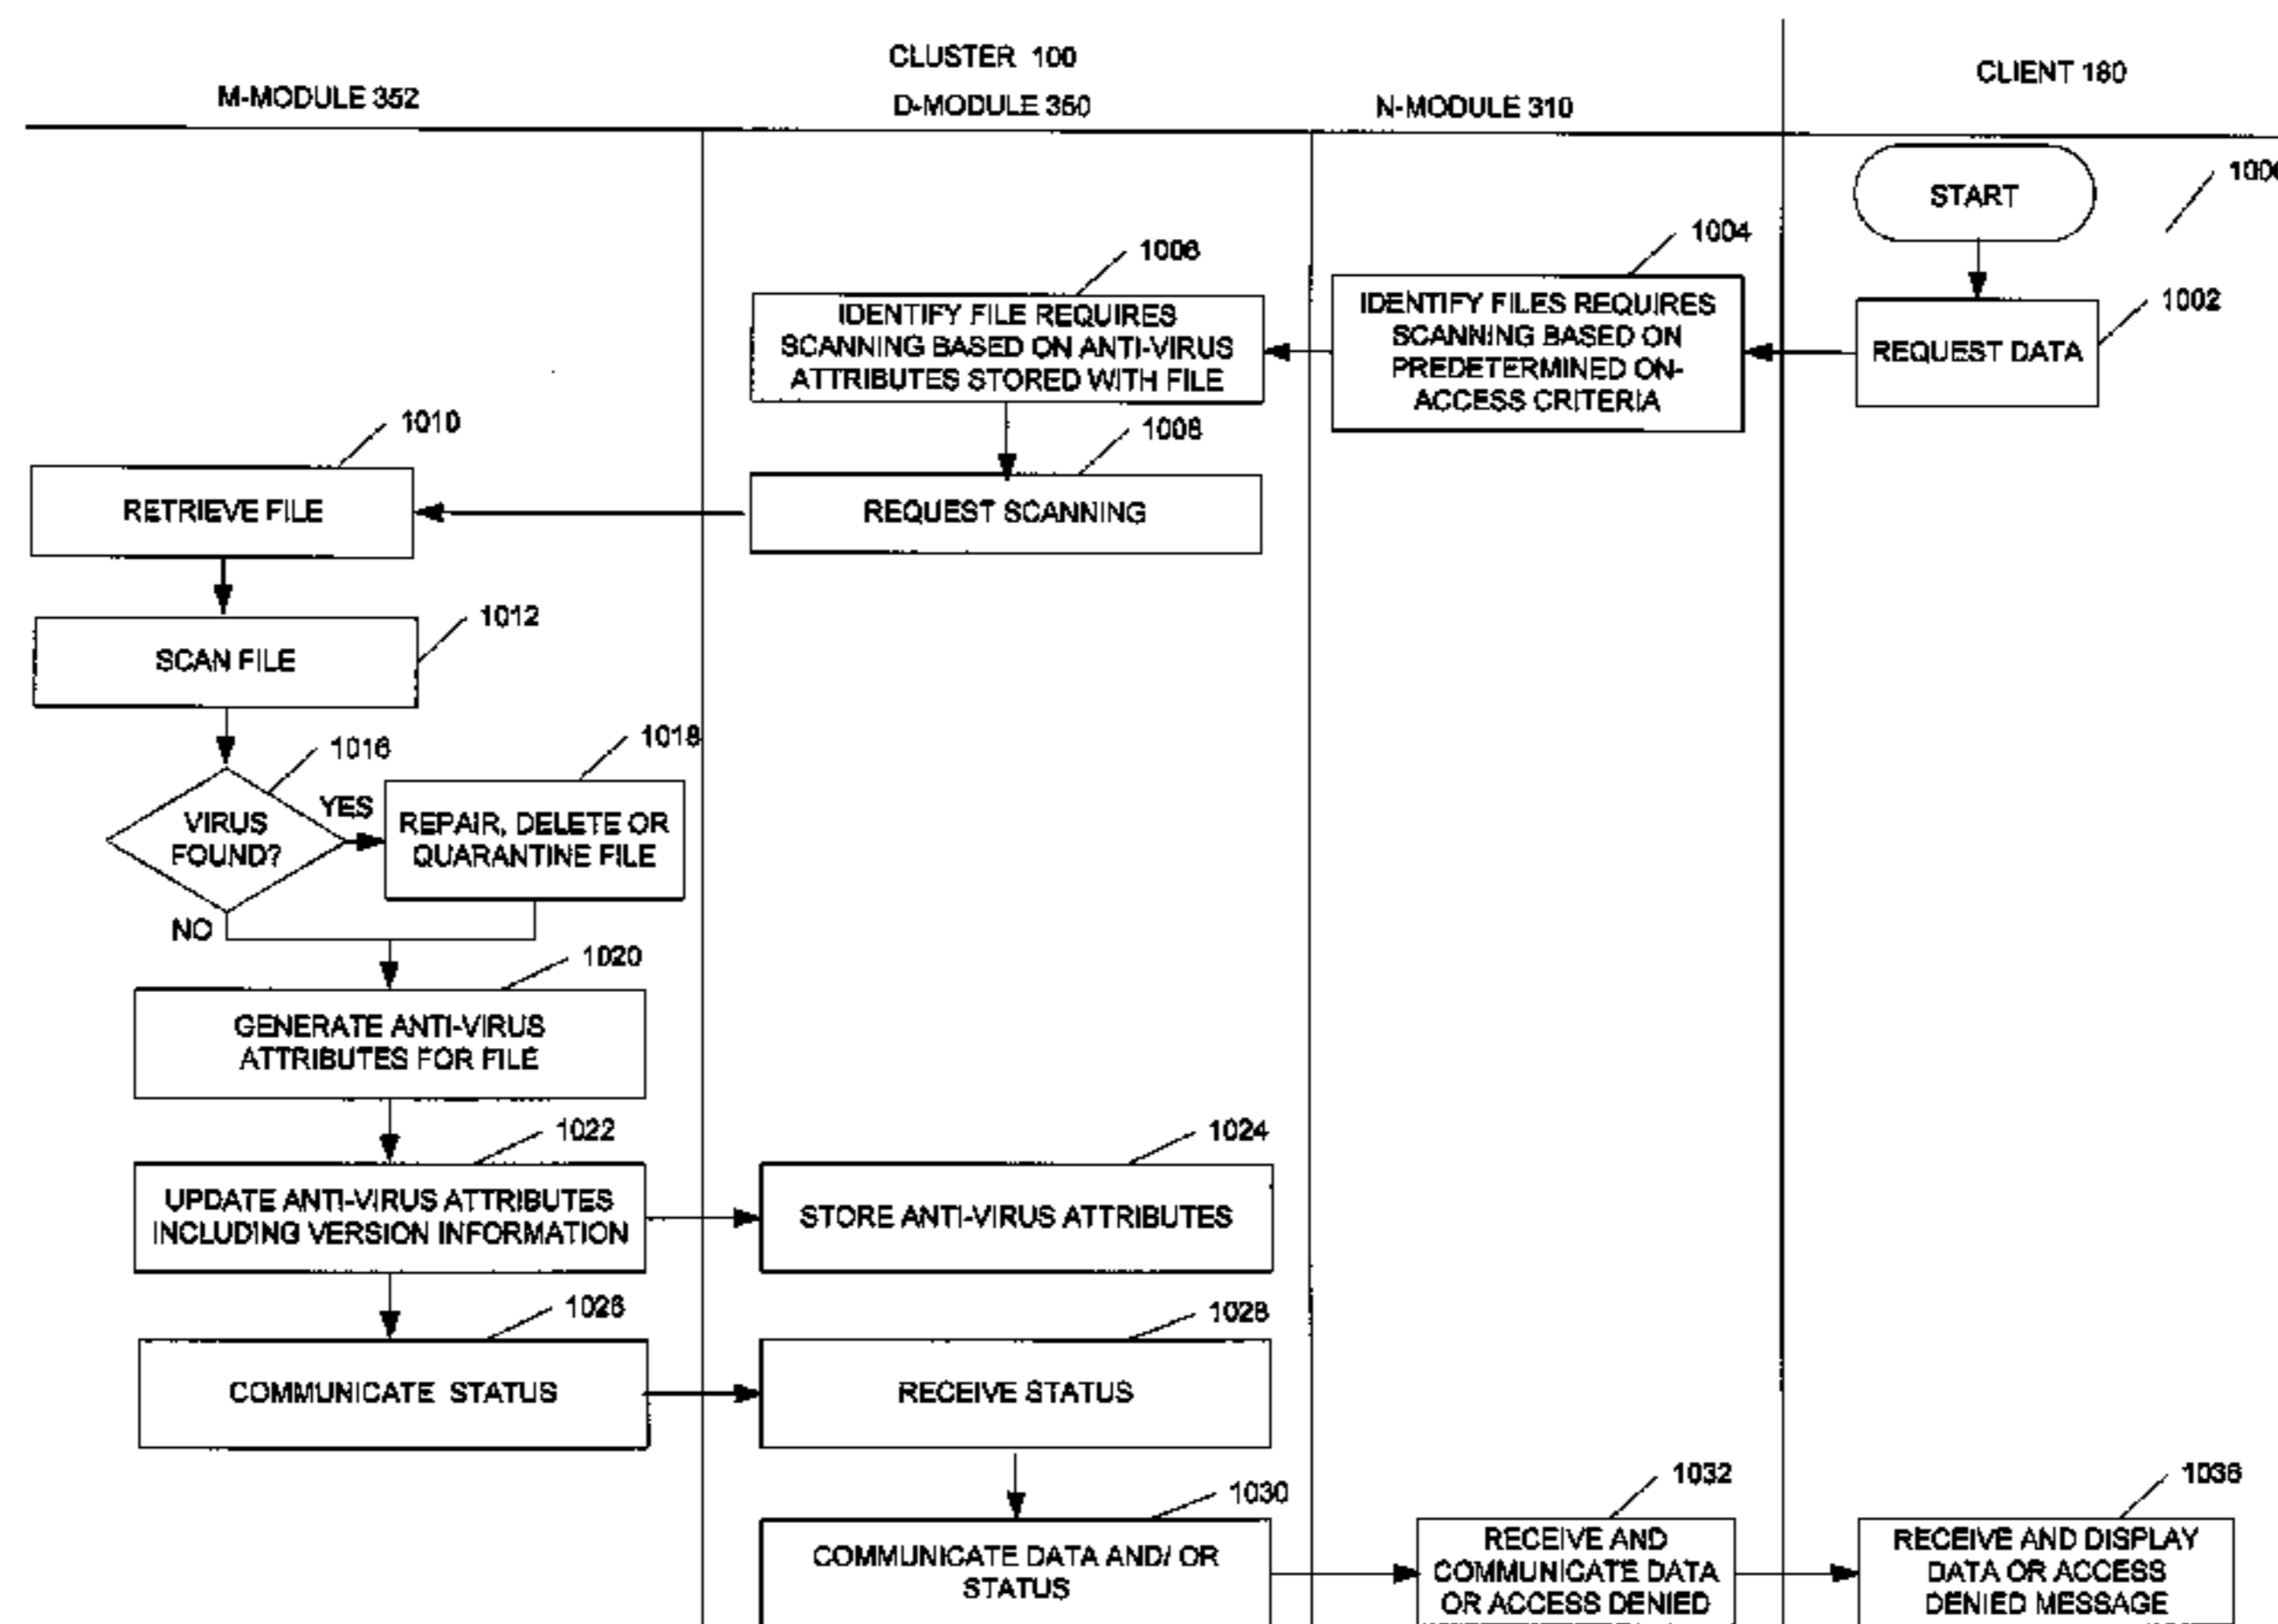 CLUSTER 100
M-MODULE 352
D-MODULE 350
N-MODULE 310
CLIENT 180
START
1002
REQUEST DATA
1004
IDENTIFY FILES REQUIRES
SCANNING BASED ON
PREDETERMINED ON-
ACCESS CRITERIA
1006
IDENTIFY FILE REQUIRES
SCANNING BASED ON ANTI-VIRUS
ATTRIBUTES STORED WITH FILE
1008
REQUEST SCANNING
1010
RETRIEVE FILE
1012
SCAN FILE
1016
VIRUS
FOUND?
YES
NO
1018
REPAIR, DELETE OR
QUARANTINE FILE
1020
GENERATE ANTI-VIRUS
ATTRIBUTES FOR FILE
1022
UPDATE ANTI-VIRUS ATTRIBUTES
INCLUDING VERSION INFORMATION
1024
STORE ANTI-VIRUS ATTRIBUTES
1026
COMMUNICATE STATUS
1028
RECEIVE STATUS
1030
COMMUNICATE DATA AND/ OR
STATUS
1032
RECEIVE AND
COMMUNICATE DATA
OR ACCESS DENIED
1036
RECEIVE AND DISPLAY
DATA OR ACCESS
DENIED MESSAGE